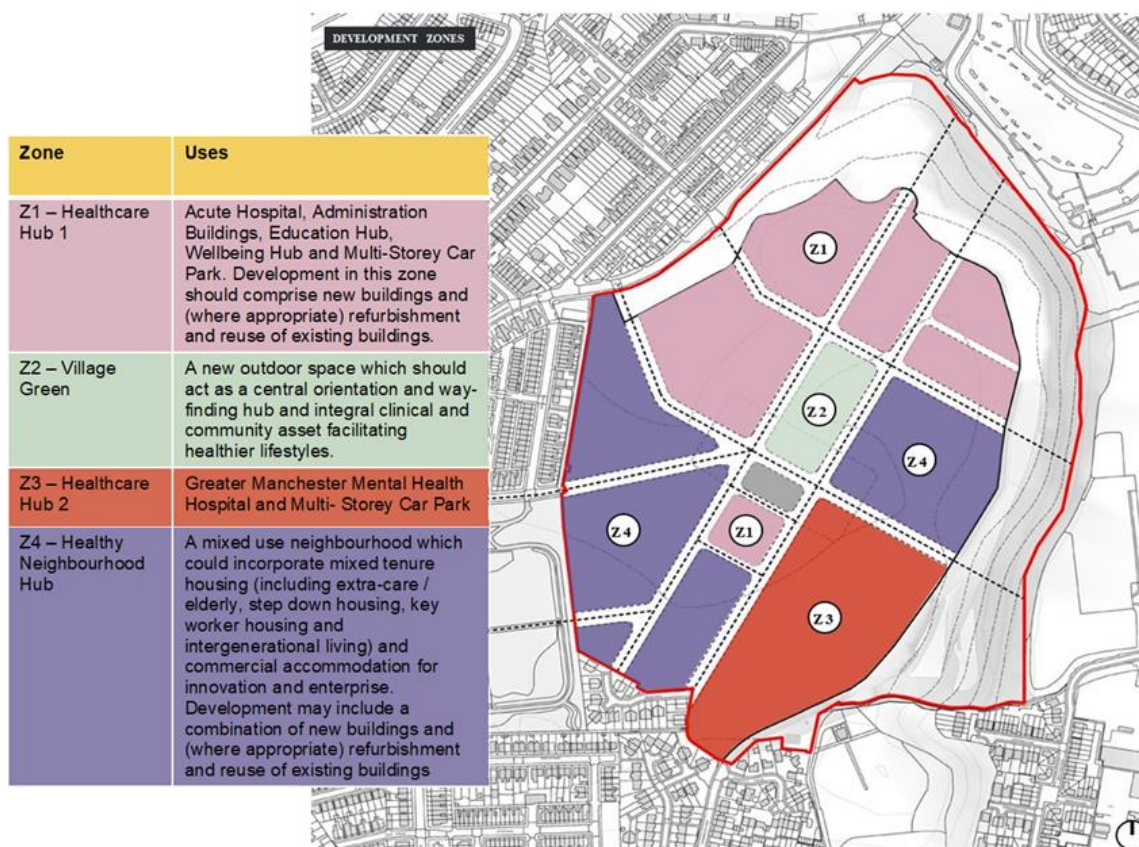 DEVELOPMENT ZONES
Zone
Uses
Z1 – Healthcare
Hub 1
Acute Hospital, Administration
Buildings, Education Hub,
Wellbeing Hub and Multi-Storey Car
Park. Development in this zone
should comprise new buildings and
(where appropriate) refurbishment
and reuse of existing buildings.
Z2 – Village
Green
A new outdoor space which should
act as a central orientation and way-
finding hub and integral clinical and
community asset facilitating
healthier lifestyles.
Z3 – Healthcare
Hub 2
Greater Manchester Mental Health
Hospital and Multi- Storey Car Park
Z4 – Healthy
Neighbourhood
Hub
A mixed use neighbourhood which
could incorporate mixed tenure
housing (including extra-care /
elderly, step down housing, key
worker housing and
intergenerational living) and
commercial accommodation for
innovation and enterprise.
Development may include a
combination of new buildings and
(where appropriate) refurbishment
and reuse of existing buildings
Z1
Z2
Z4
Z4
Z1
Z3